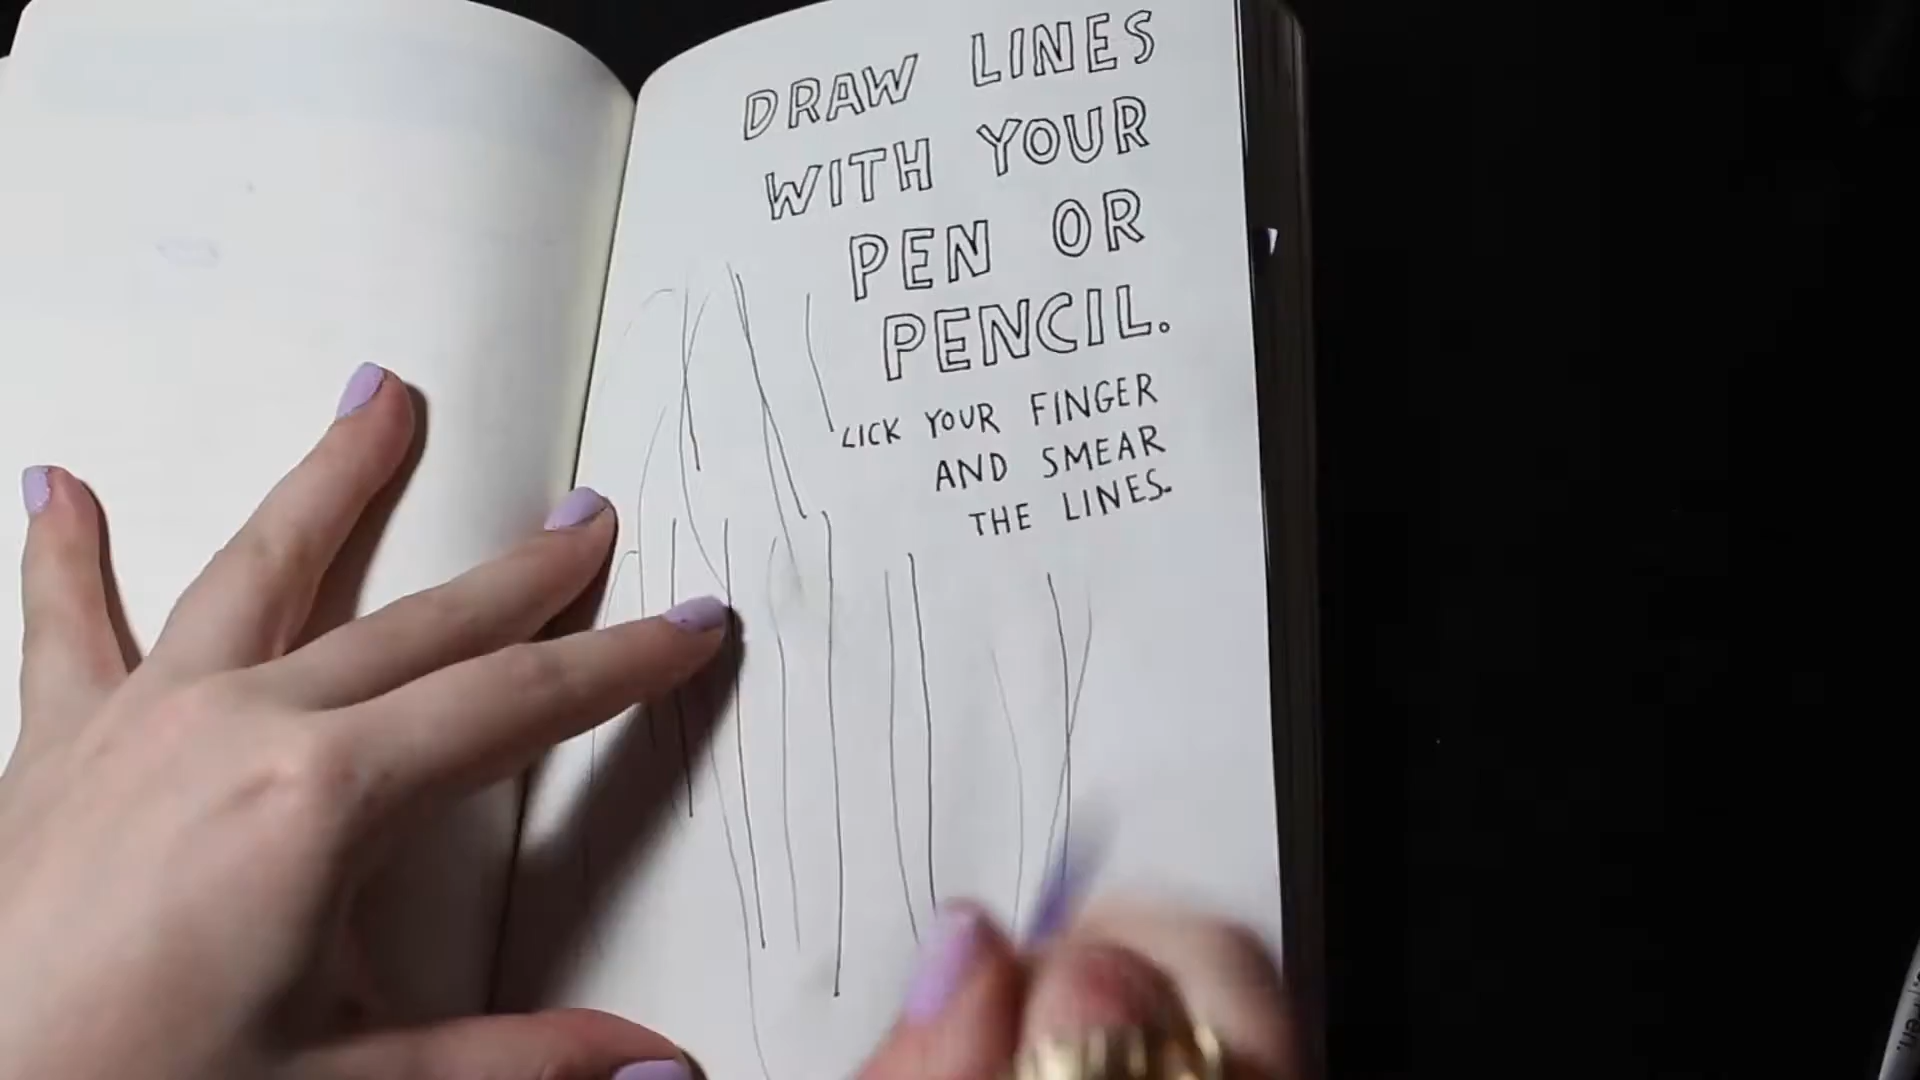 DRAW LINES
WITH YOUR
PEN OR
PENCIL.
LICK YOUR FINGER
AND SMEAR
THE LINES.